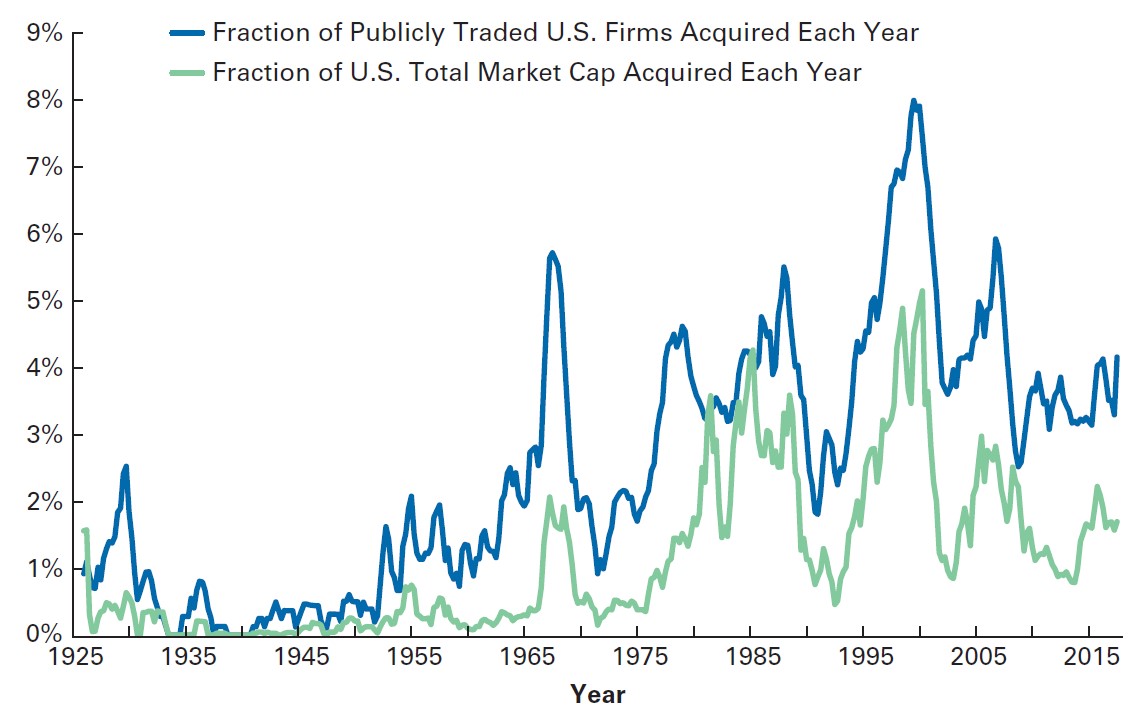 Fraction of Publicly Traded U.S. Firms Acquired Each Year
Fraction of U.S. Total Market Cap Acquired Each Year
9%
8%
7%
6%
5%
4%
3%
2%
1%
0%
1925 1935 1945 1955 1965 1975 1985 1995 2005 2015
Year